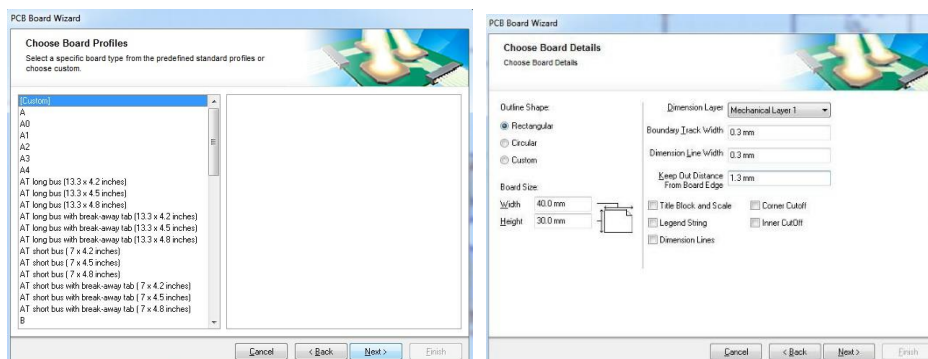 PCB Board Wizard
Choose Board Profiles
Select a specific board type from the predefined standard profiles or
choose custom.
[Custom]
A
A0
A1
A2
A3
A4
AT long bus (13.3 x 4.2 inches)
AT long bus (13.3 x 4.5 inches)
AT long bus (13.3 x 4.8 inches)
AT long bus with break-away tab (13.3 x 4.2 inches)
AT long bus with break-away tab (13.3 x 4.5 inches)
AT long bus with break-away tab (13.3 x 4.8 inches)
AT short bus ( 7 x 4.2 inches)
AT short bus ( 7 x 4.5 inches)
AT short bus ( 7 x 4.8 inches)
AT short bus with break-away tab ( 7 x 4.2 inches)
AT short bus with break-away tab ( 7 x 4.5 inches)
AT short bus with break-away tab ( 7 x 4.8 inches)
B
Cancel < Back Next > Finish
PCB Board Wizard
Choose Board Details
Choose Board Details
Outline Shape:
Rectangular
Circular
Custom
Board Size:
Width 40.0 mm
Height 30.0 mm
Dimension Layer Mechanical Layer 1
Boundary Track Width 0.3 mm
Dimension Line Width 0.3 mm
Keep Out Distance 1.3 mm
From Board Edge
Title Block and Scale Corner Cutoff
Legend String Inner CutOff
Dimension Lines
Cancel < Back Next > Finish